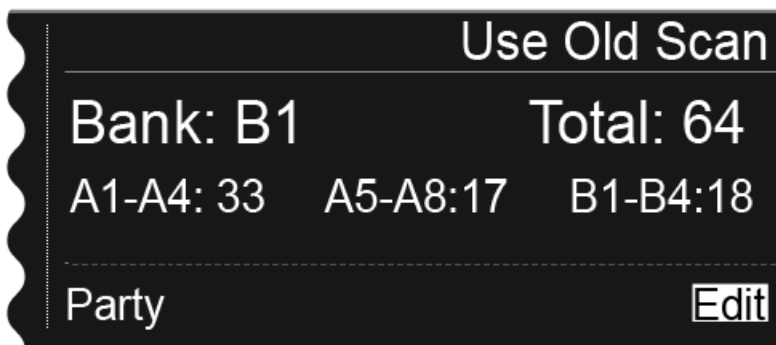 Use Old Scan
Bank: B1 Total: 64
A1-A4: 33 A5-A8:17 B1-B4:18
Party Edit